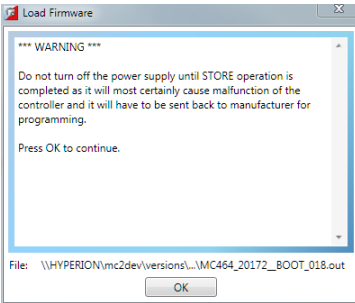 Load Firmware
*** WARNING ***
Do not turn off the power supply until STORE operation is
completed as it will most certainly cause malfunction of the
controller and it will have to be sent back to manufacturer for
programming.
Press OK to continue.
File: \\HYPERION\mc2dev\versions\...\MC464_20172__BOOT_018.out
OK